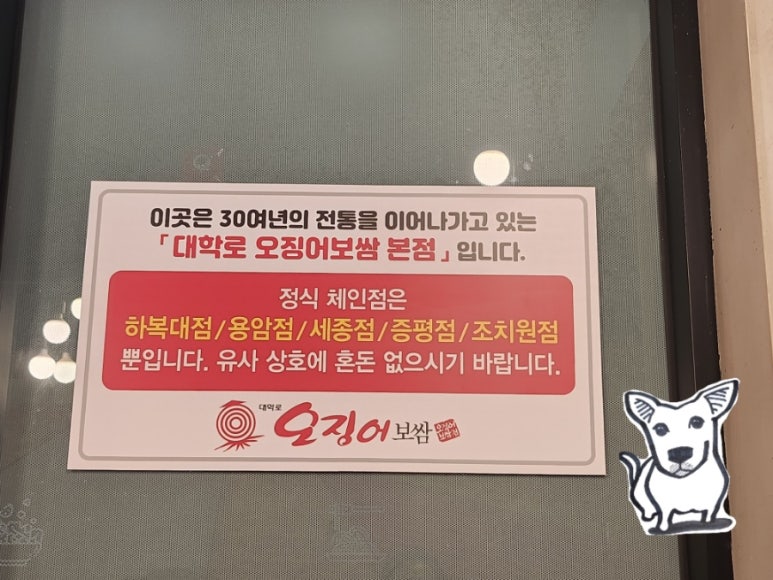 이곳은 30여년의 전통을 이어나가고 있는
「대학로 오징어보쌈 본점」입니다.
정식 체인점은
하복대점/용암점/세종점/증평점/조치원점
뿐입니다. 유사 상호에 혼돈 없으시기 바랍니다.
대학로 오징어보쌈